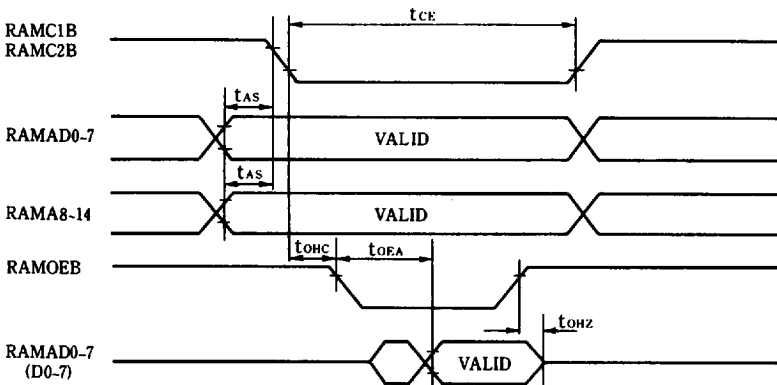 tCE
RAMC1B
RAMC2B
tAS
RAMAD0-7
VALID
tAS
RAMA8~14
VALID
tOHC
tOEA
RAMOEB
tOHZ
RAMAD0-7
(D0-7)
VALID